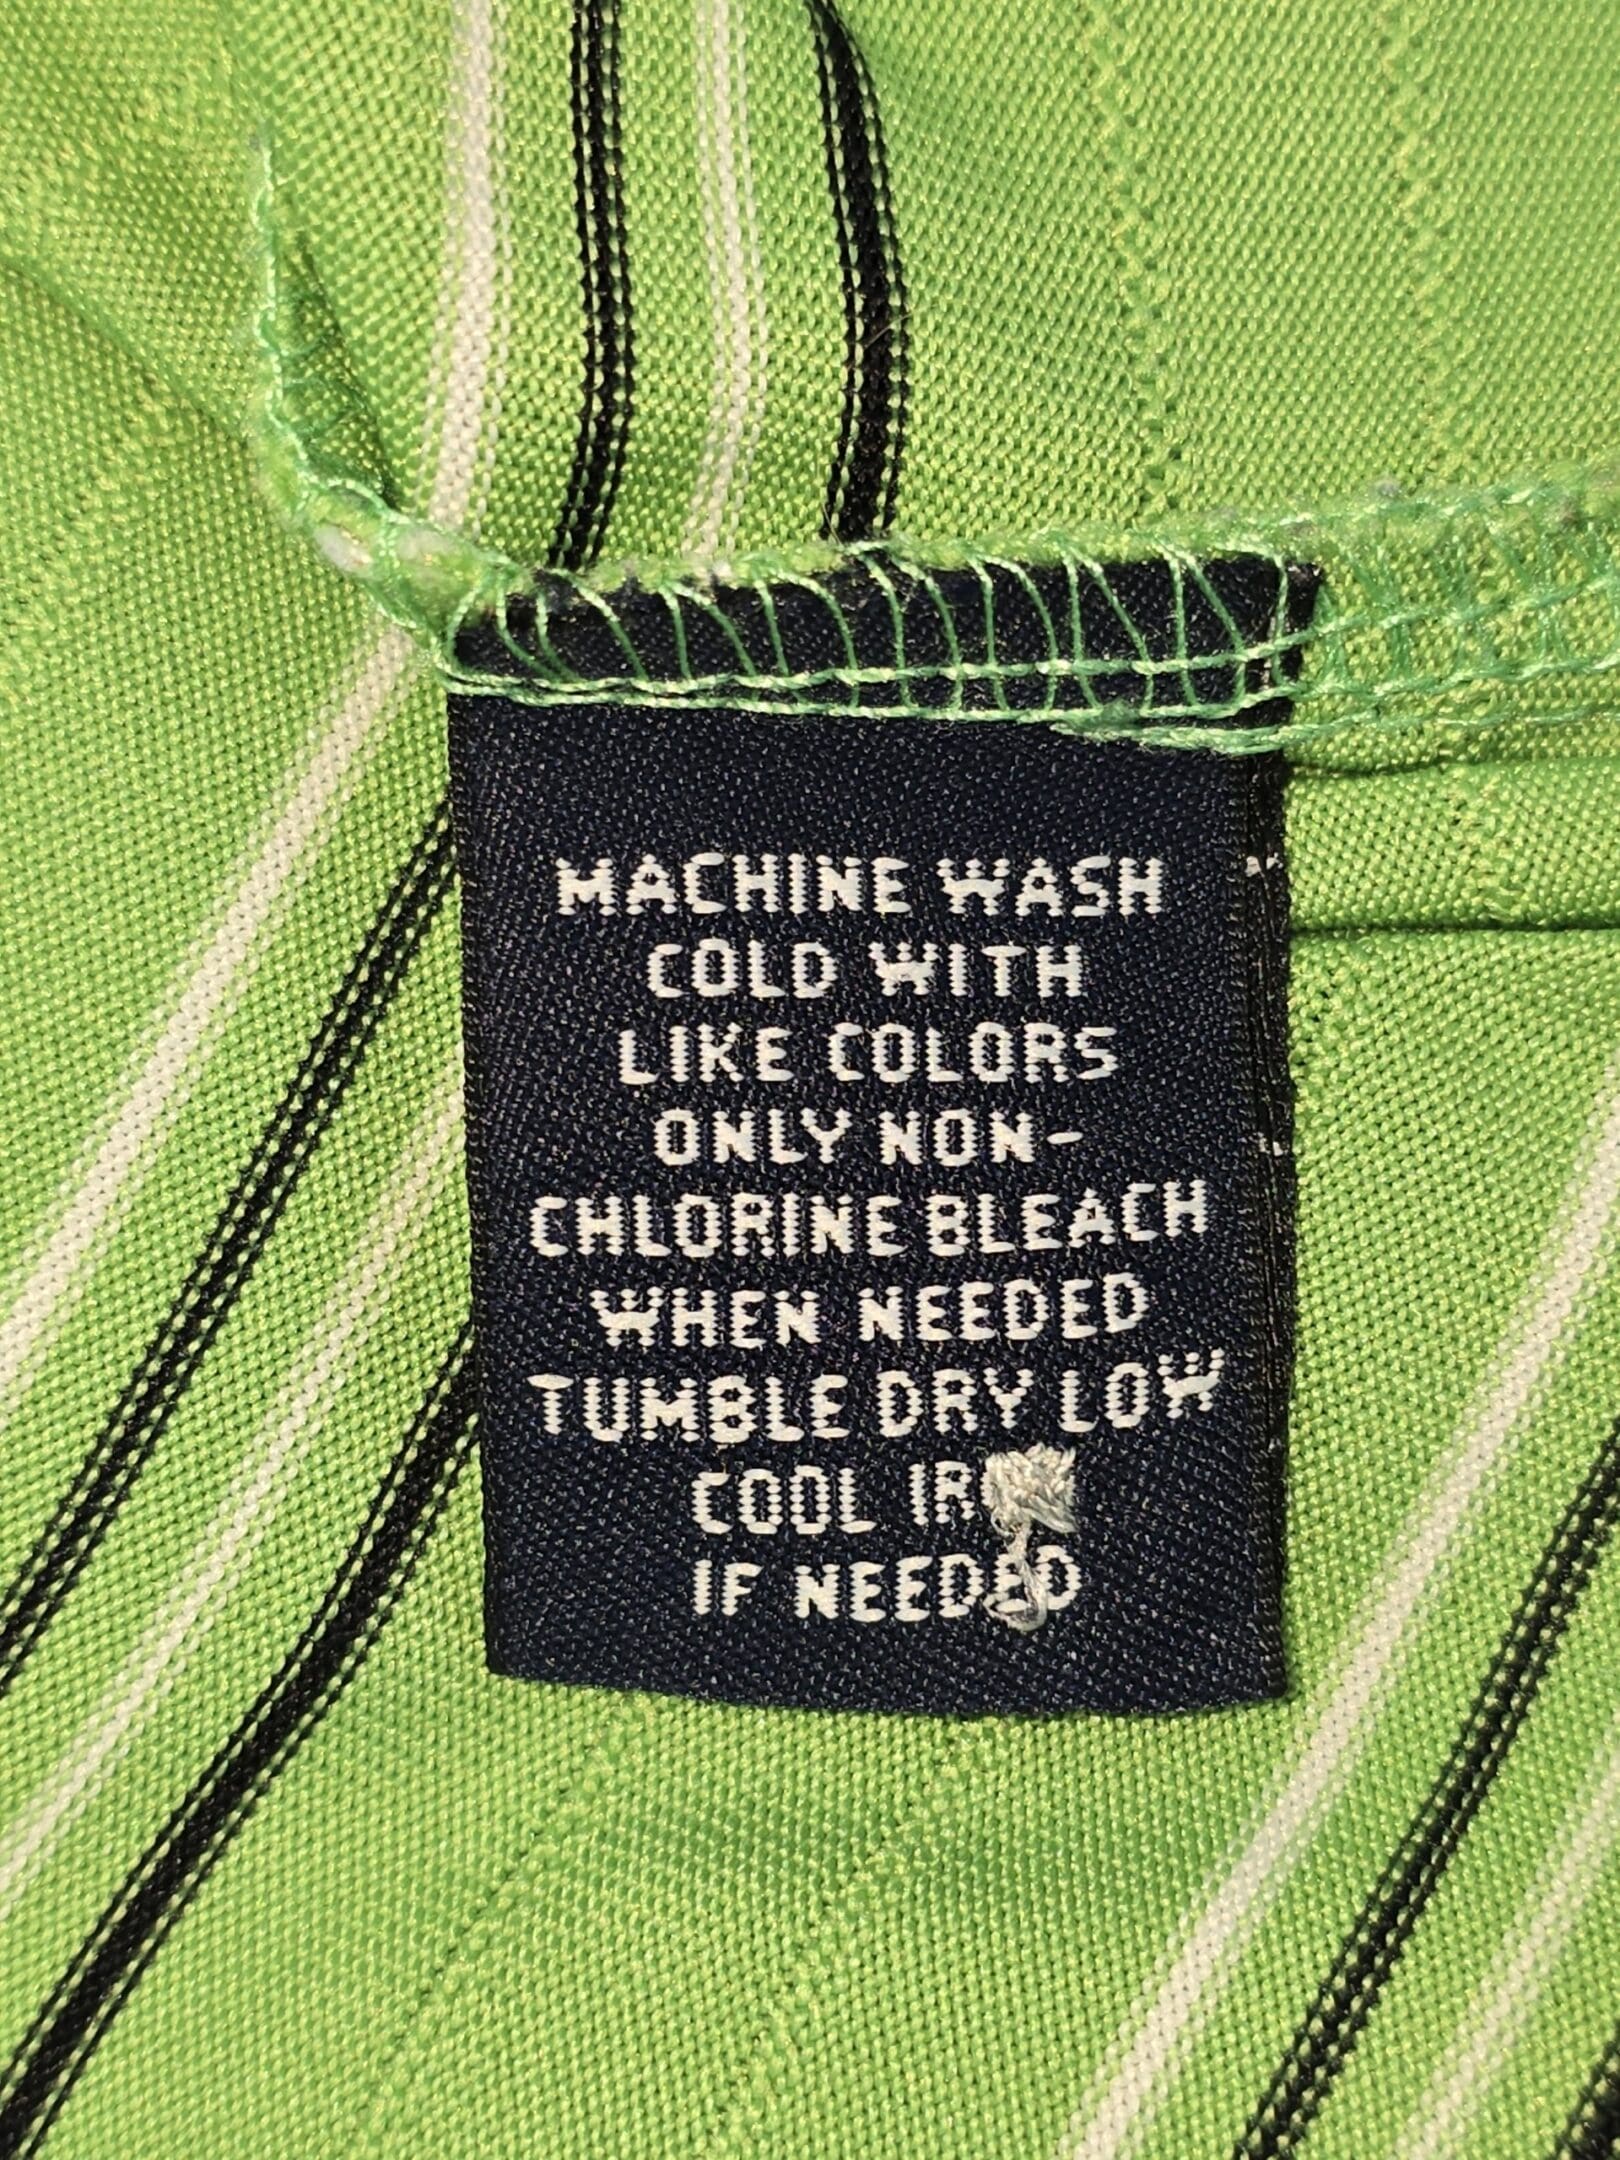 MACHINE WASH
COLD WITH
LIKE COLORS
ONLY NON-
CHLORINE BLEACH
WHEN NEEDED
TUMBLE DRY LOW
COOL
IF NEEDED